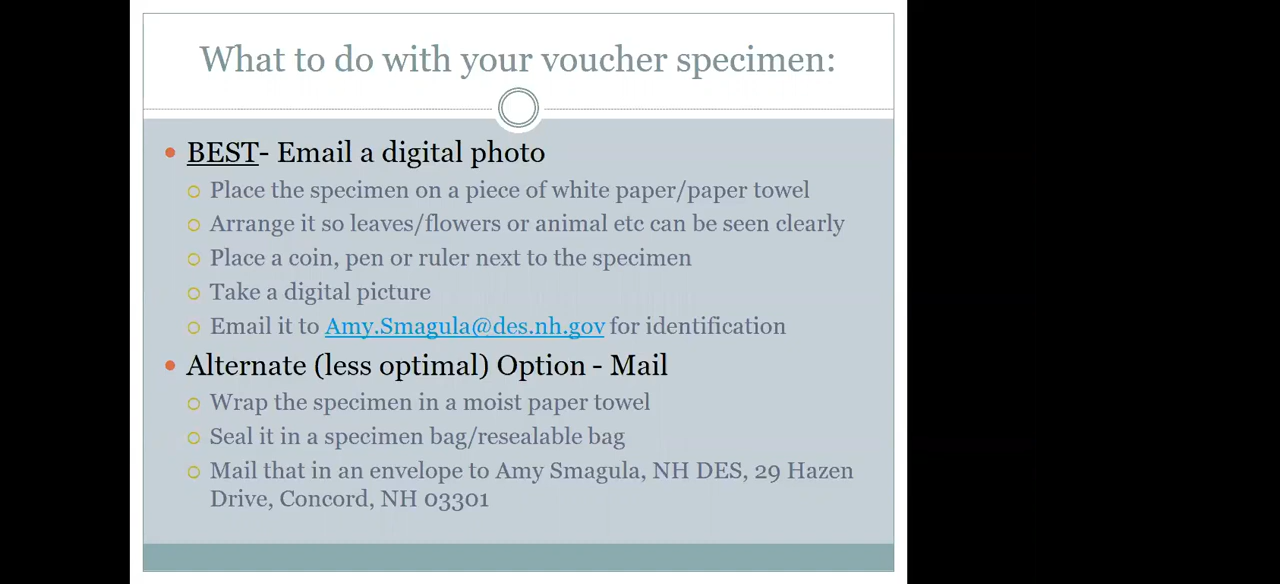 What to do with your voucher specimen:
BEST- Email a digital photo
Place the specimen on a piece of white paper/paper towel
Arrange it so leaves/flowers or animal etc can be seen clearly
Place a coin, pen or ruler next to the specimen
Take a digital picture
Email it to Amy.Smagula@des.nh.gov for identification
Alternate (less optimal) Option - Mail
Wrap the specimen in a moist paper towel
Seal it in a specimen bag/resealable bag
Mail that in an envelope to Amy Smagula, NH DES, 29 Hazen
Drive, Concord, NH 03301